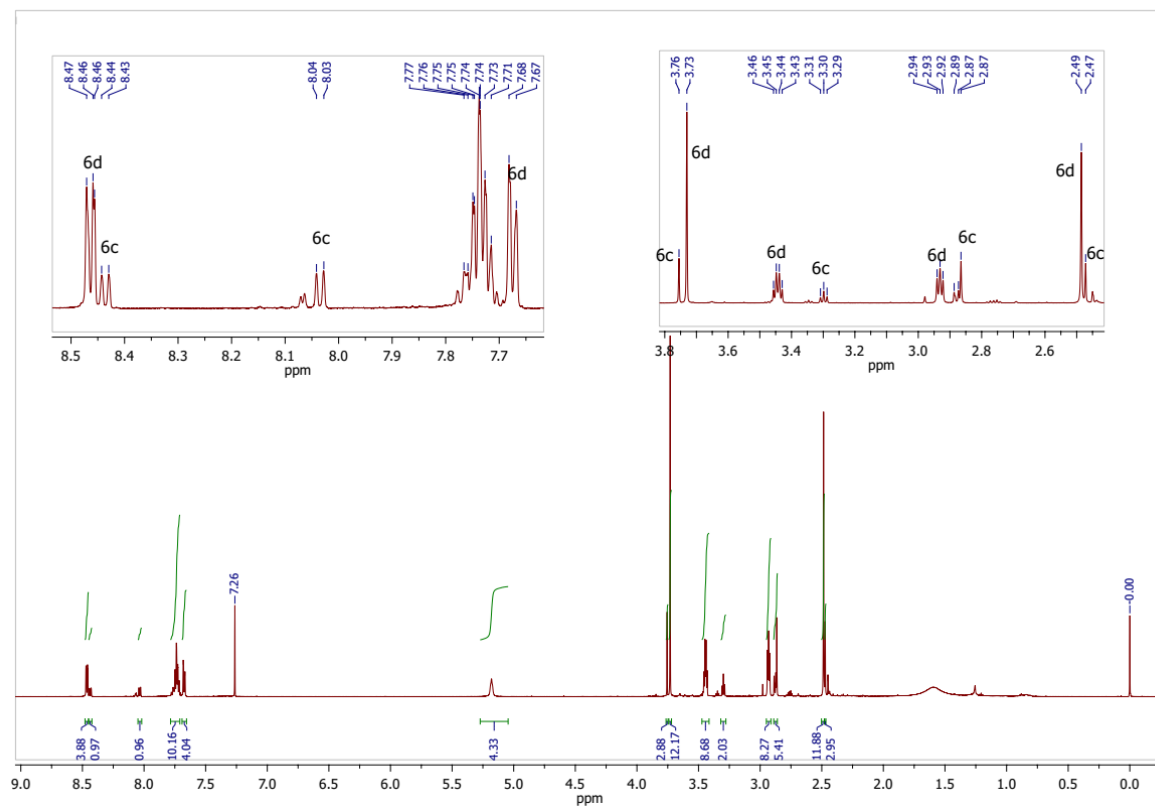 8.47 8.46 8.46 8.44 8.43 8.04 8.03 7.77 7.76 7.75 7.75 7.74 7.74 7.73 7.71 7.68 7.67
6d 6c 6c 6d
8.5 8.4 8.3 8.2 8.1 8.0 7.9 7.8 7.7
ppm
3.76 3.73 3.46 3.45 3.44 3.43 3.31 3.30 3.29 2.94 2.93 2.92 2.89 2.87 2.87 2.49 2.47
6c 6d 6d 6c 6d 6c 6d 6c
3.8 3.6 3.4 3.2 3.0 2.8 2.6
ppm
7.26 -0.00
3.88 0.97 0.96 10.16 4.04 4.33 2.88 12.17 8.68 2.03 8.27 5.41 11.88 2.95
9.0 8.5 8.0 7.5 7.0 6.5 6.0 5.5 5.0 4.5 4.0 3.5 3.0 2.5 2.0 1.5 1.0 0.5 0.0
ppm